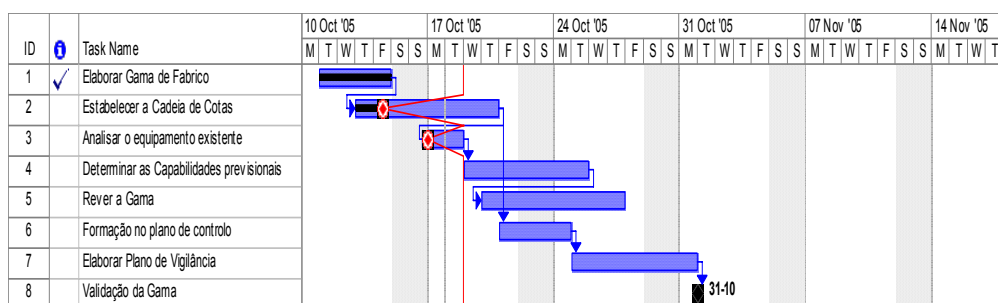 10 Oct '05 17 Oct '05 24 Oct '05 31 Oct '05 07 Nov '05 14 Nov '05
ID Task Name M T W T F S S M T W T F S S M T W T F S S M T W T F S S M T W T F S S M T W T
1 Elaborar Gama de Fabrico
2 Estabelecer a Cadeia de Cotas
3 Analisar o equipamento existente
4 Determinar as Capabilidades previsionais
5 Rever a Gama
6 Formação no plano de controlo
7 Elaborar Plano de Vigilância
8 Validação da Gama 31-10